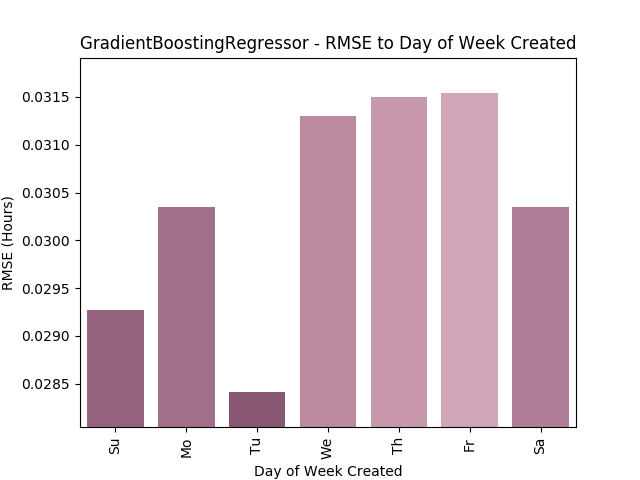 GradientBoostingRegressor - RMSE to Day of Week Created
0.0315
0.0310
0.0305
0.0300
0.0295
0.0290
0.0285
RMSE (Hours)
Su
Mo
Tu
We
Th
Fr
Sa
Day of Week Created